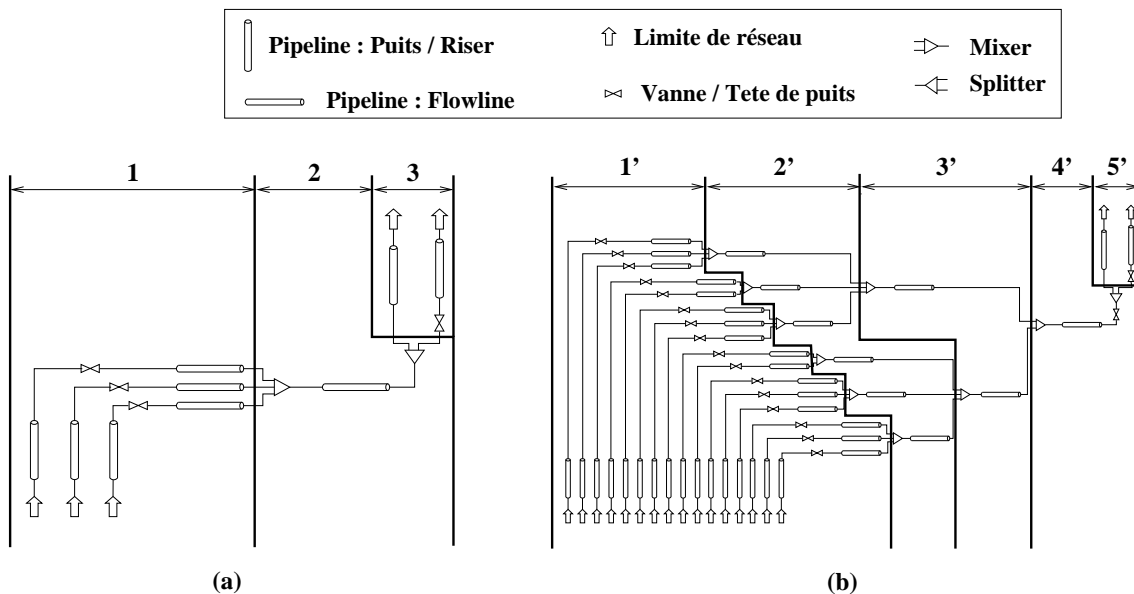 Pipeline : Puits / Riser
Limite de réseau
Mixer
Pipeline : Flowline
Vanne / Tete de puits
Splitter
1
2
3
1'
2'
3'
4'
5'
(a)
(b)